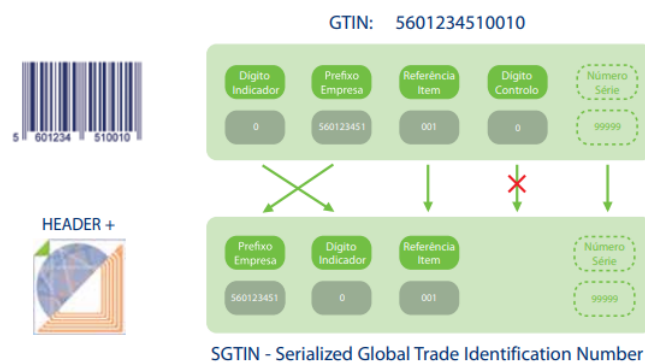 GTIN: 5601234510010
Dígito Indicador
Prefixo Empresa
Referência Item
Dígito Controlo
Número Série
0
560123451
001
0
99999
5 601234 510010
HEADER +
Prefixo Empresa
Dígito Indicador
Referência Item
Número Série
560123451
0
001
99999
SGTIN - Serialized Global Trade Identification Number